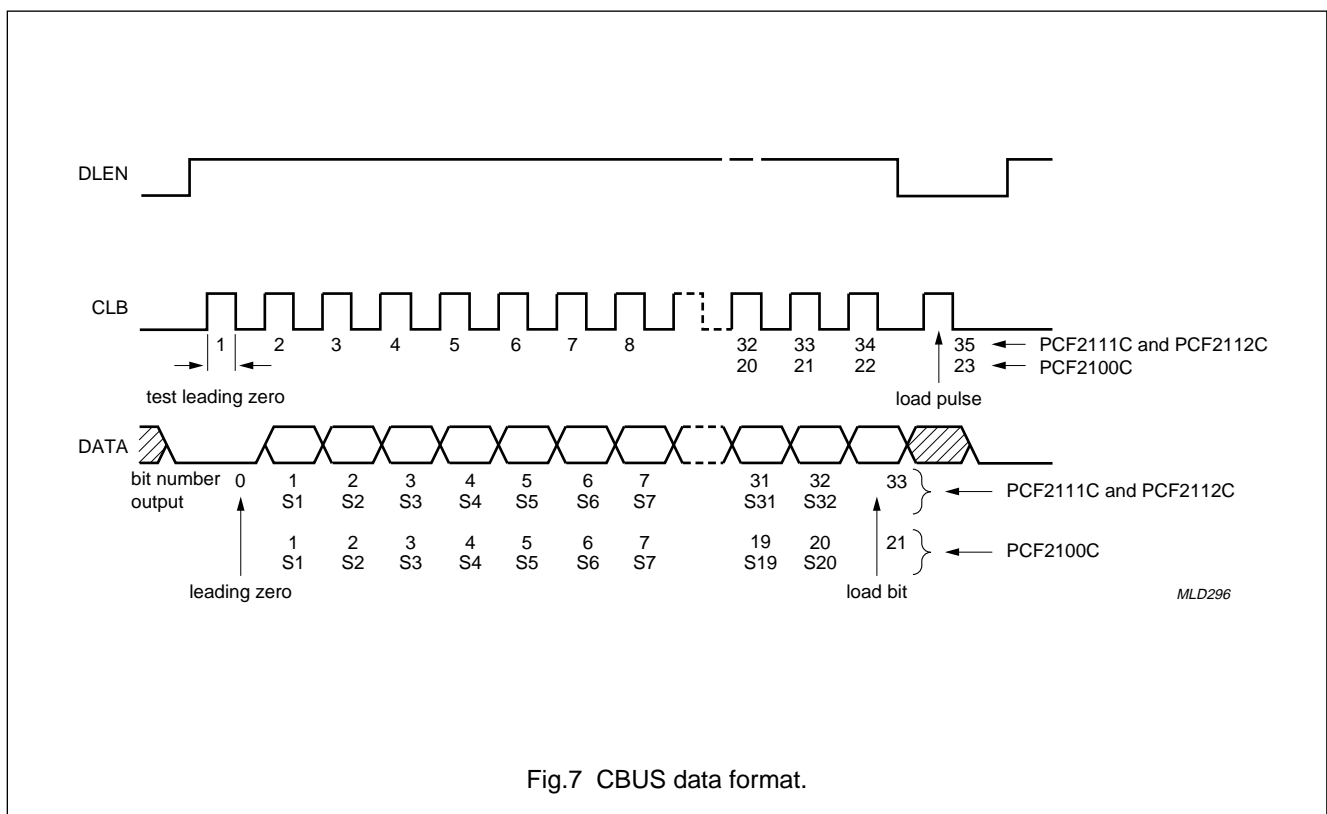 DLEN
CLB
1 2 3 4 5 6 7 8 32 33 34 35 PCF2111C and PCF2112C
20 21 22 23 PCF2100C
test leading zero load pulse
DATA
bit number 0 1 2 3 4 5 6 7 31 32 33 PCF2111C and PCF2112C
output S1 S2 S3 S4 S5 S6 S7 S31 S32
1 2 3 4 5 6 7 19 20 21 PCF2100C
S1 S2 S3 S4 S5 S6 S7 S19 S20
leading zero load bit MLD296
Fig.7 CBUS data format.